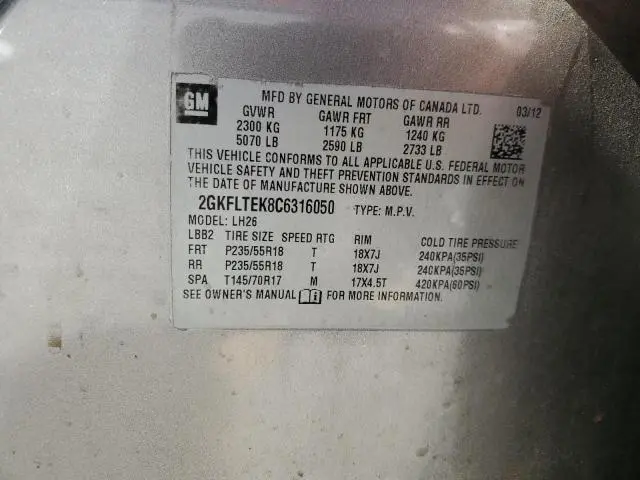 GM
MFD BY GENERAL MOTORS OF CANADA LTD. 03/12
GVWR GAWR FRT GAWR RR
2300 KG 1175 KG 1240 KG
5070 LB 2590 LB 2733 LB
THIS VEHICLE CONFORMS TO ALL APPLICABLE U.S. FEDERAL MOTOR
VEHICLE SAFETY AND THEFT PREVENTION STANDARDS IN EFFECT ON
THE DATE OF MANUFACTURE SHOWN ABOVE.
2GKFLTEK8C6316050 TYPE: M.P.V.
MODEL: LH26
LBB2 TIRE SIZE SPEED RTG RIM COLD TIRE PRESSURE
FRT P235/55R18 T 18X7J 240KPA(35PSI)
RR P235/55R18 T 18X7J 240KPA(35PSI)
SPA T145/70R17 M 17X4.5T 420KPA(60PSI)
SEE OWNER'S MANUAL FOR MORE INFORMATION.